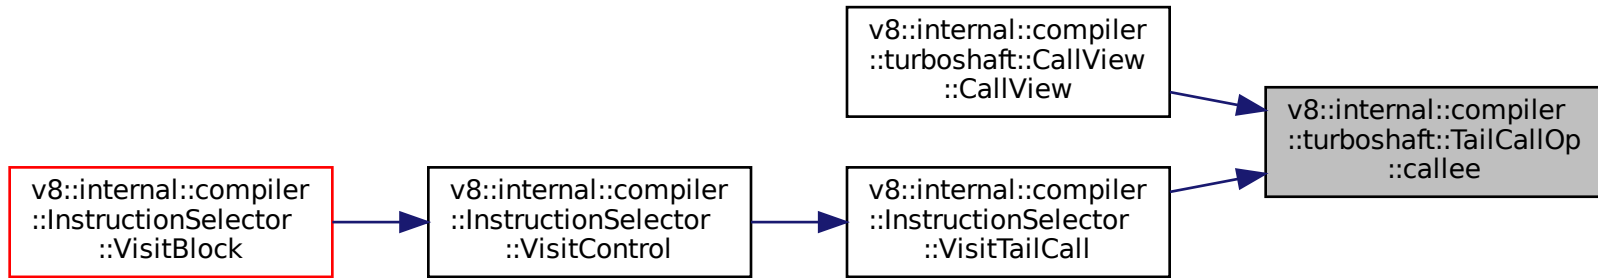 v8::internal::compiler
::turboshaft::CallView
::CallView
v8::internal::compiler
::turboshaft::TailCallOp
::callee
v8::internal::compiler
::InstructionSelector
::VisitBlock
v8::internal::compiler
::InstructionSelector
::VisitControl
v8::internal::compiler
::InstructionSelector
::VisitTailCall